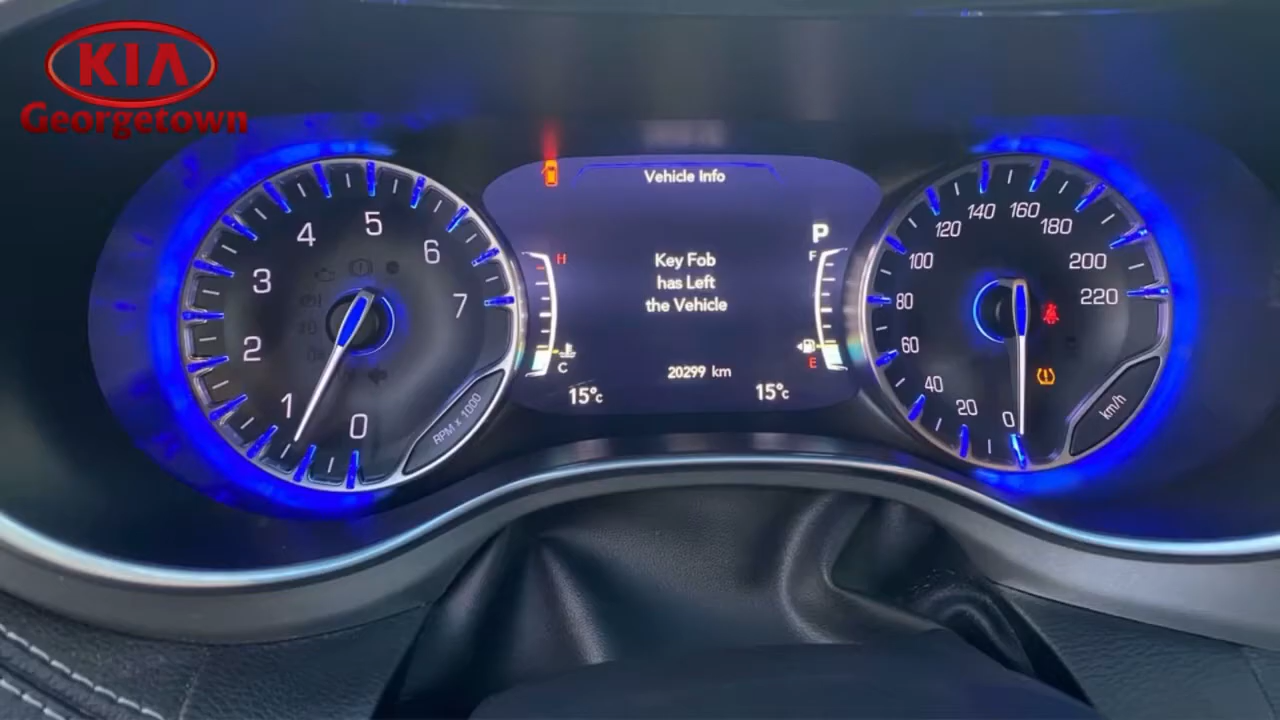 KIA
Georgetown
Vehicle Info
Key Fob
has Left
the Vehicle
20299 km
15°c
15°c
P
H
C
F
E
0
1
2
3
4
5
6
7
RPM x 1000
0
20
40
60
80
100
120
140
160
180
200
220
km/h